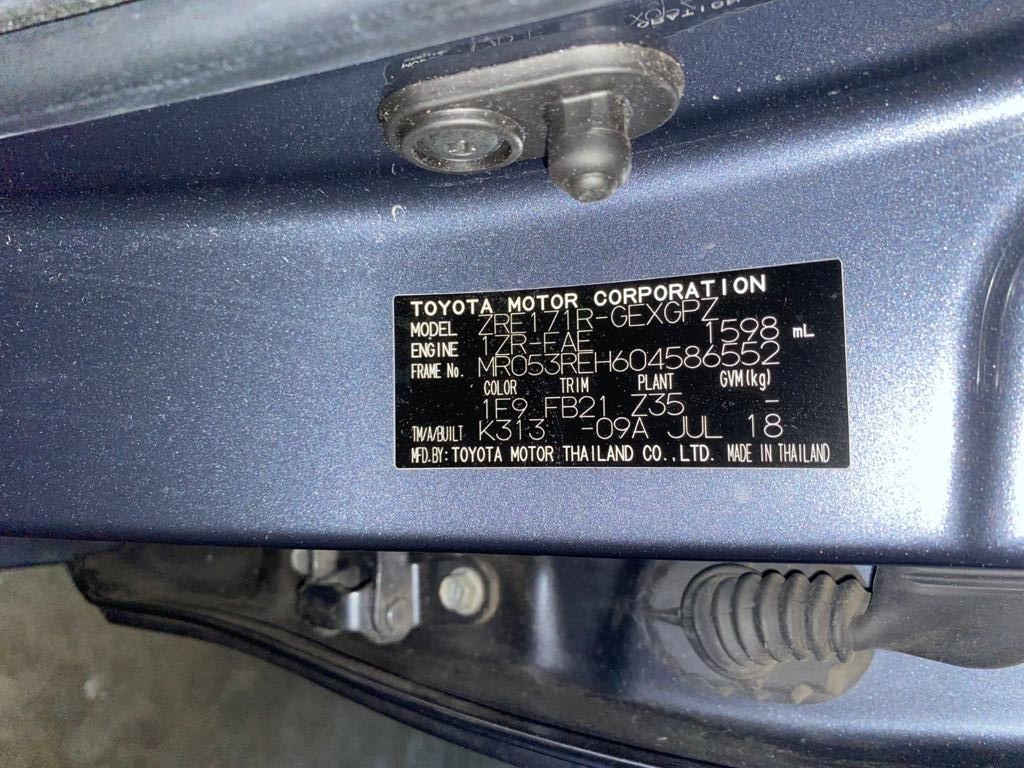 TOYOTA MOTOR CORPORATION
MODEL ZRE171R-GEXGPZ
ENGINE 1ZR-FAE 1598 mL
FRAME No. MR053REH604586552
COLOR TRIM PLANT GVM(kg)
1F9 FB21 Z35 -
TM/A/BUILT K313 -09A JUL 18
MFD.BY:TOYOTA MOTOR THAILAND CO.,LTD. MADE IN THAILAND